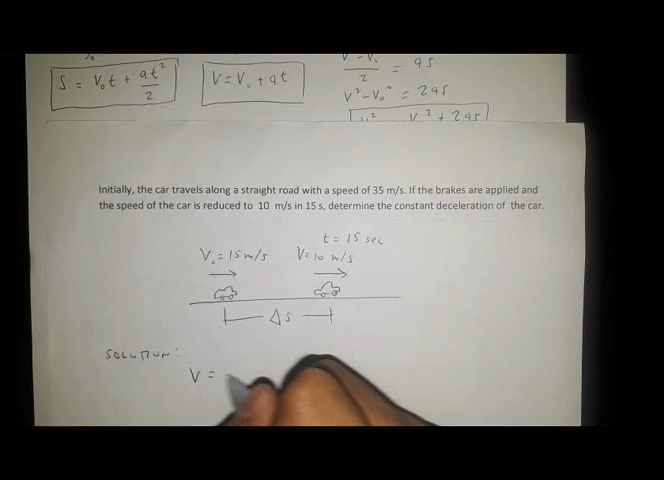 S = V₀t + at²/2
V = V₀ + at
V - V₀ / 2 = as
V² - V₀² = 2as
V² + 2as
Initially, the car travels along a straight road with a speed of 35 m/s. If the brakes are applied and
the speed of the car is reduced to 10 m/s in 15 s, determine the constant deceleration of the car.
t = 15 sec
V₀ = 15 m/s V = 10 m/s
Δs
SOLUTION:
V =